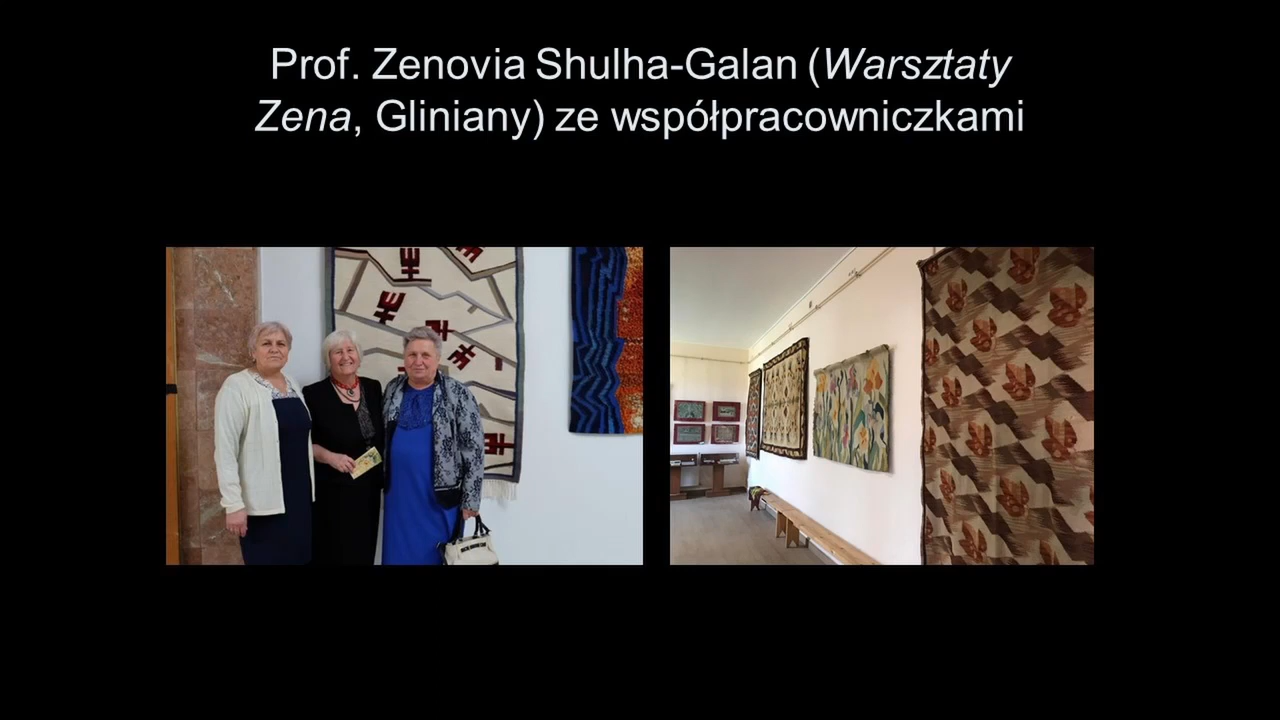 Prof. Zenovia Shulha-Galan (Warsztaty
Zena, Gliniany) ze współpracowniczkami